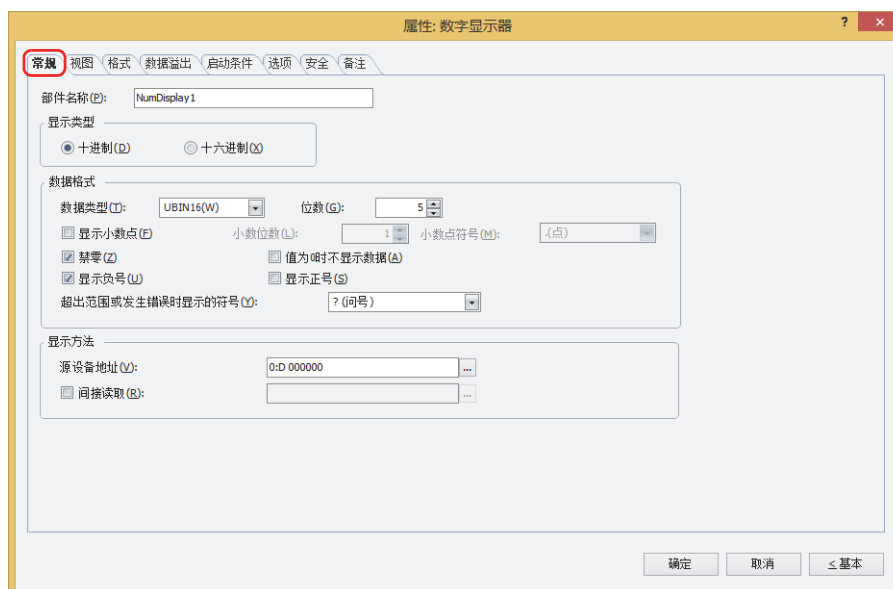 属性: 数字显示器
? ×
常规 视图 格式 数据溢出 启动条件 选项 安全 备注
部件名称(P): NumDisplay1
显示类型
十进制(D) 十六进制(X)
数据格式
数据类型(T): UBIN16(W) 位数(G): 5
显示小数点(F) 小数位数(L): 1 小数点符号(M): .(点)
禁零(Z) 值为0时不显示数据(A)
显示负号(U) 显示正号(S)
超出范围或发生错误时显示的符号(Y): ? (问号)
显示方法
源设备地址(V): 0:D 000000 ...
间接读取(R): ...
确定 取消 ≤基本